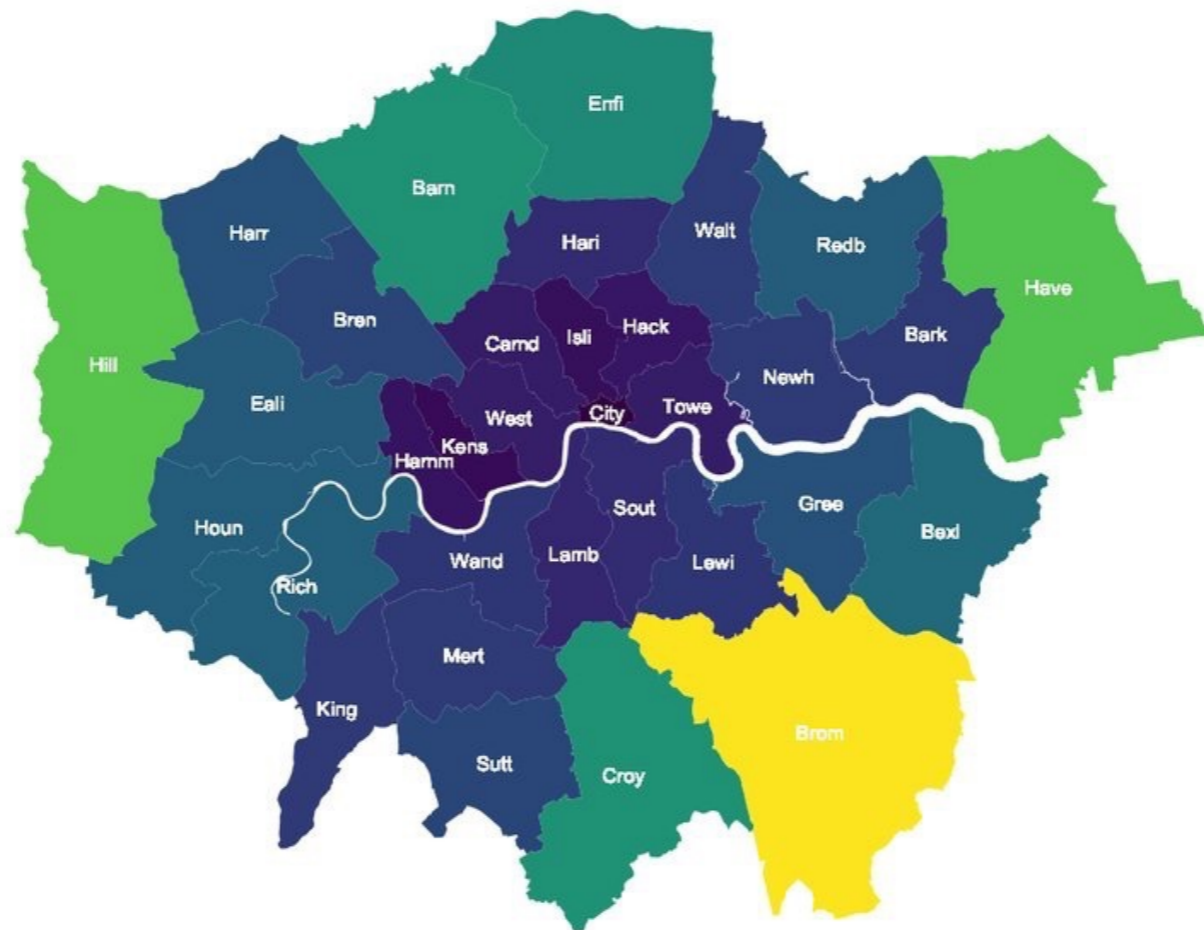 Enfi
Barn
Harr
Hari
Walt
Redb
Have
Bren
Camd
Isli
Hack
Bark
Hill
Newh
Eali
West
City
Towe
Kens
Hamm
Sout
Gree
Houn
Bexl
Wand
Lamb
Lewi
Rich
Mert
King
Brom
Sutt
Croy